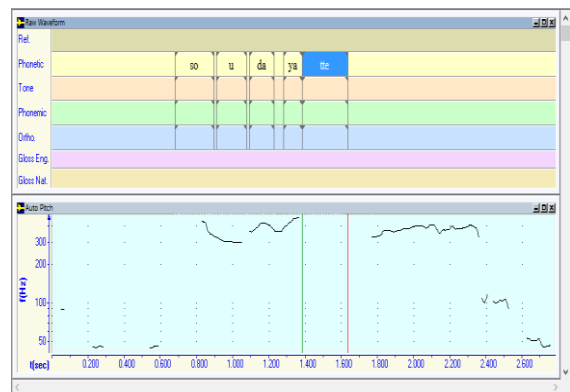 Raw Waveform
Ref.
Phonetic so u da ya tte
Tone
Phonemic
Ortho.
Gloss Eng.
Gloss Nat.
Auto Pitch
300
200
f(Hz)
100
50
t(sec) 0.200 0.400 0.600 0.800 1.000 1.200 1.400 1.600 1.800 2.000 2.200 2.400 2.600